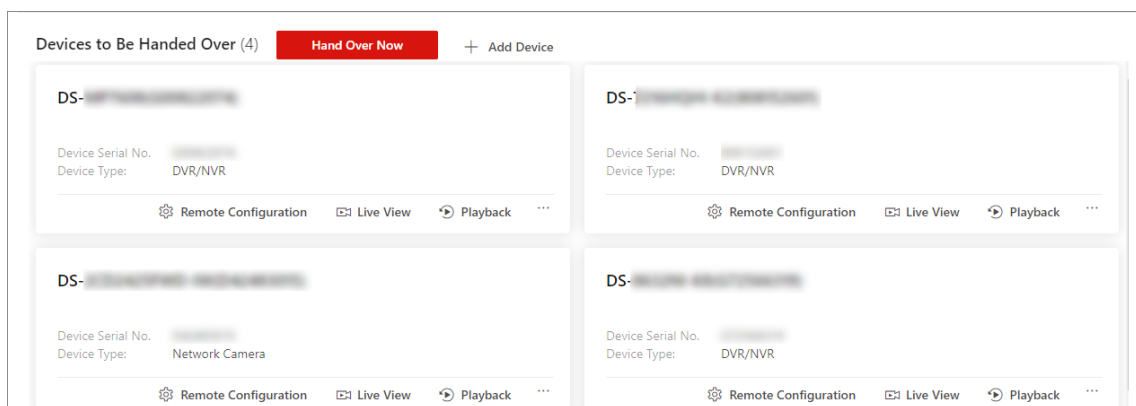 Devices to Be Handed Over (4) Hand Over Now + Add Device
DS- DS-
Device Serial No. Device Serial No.
Device Type: DVR/NVR Device Type: DVR/NVR
Remote Configuration Live View Playback ... Remote Configuration Live View Playback ...
DS- DS-
Device Serial No. Device Serial No.
Device Type: Network Camera Device Type: DVR/NVR
Remote Configuration Live View Playback ... Remote Configuration Live View Playback ...